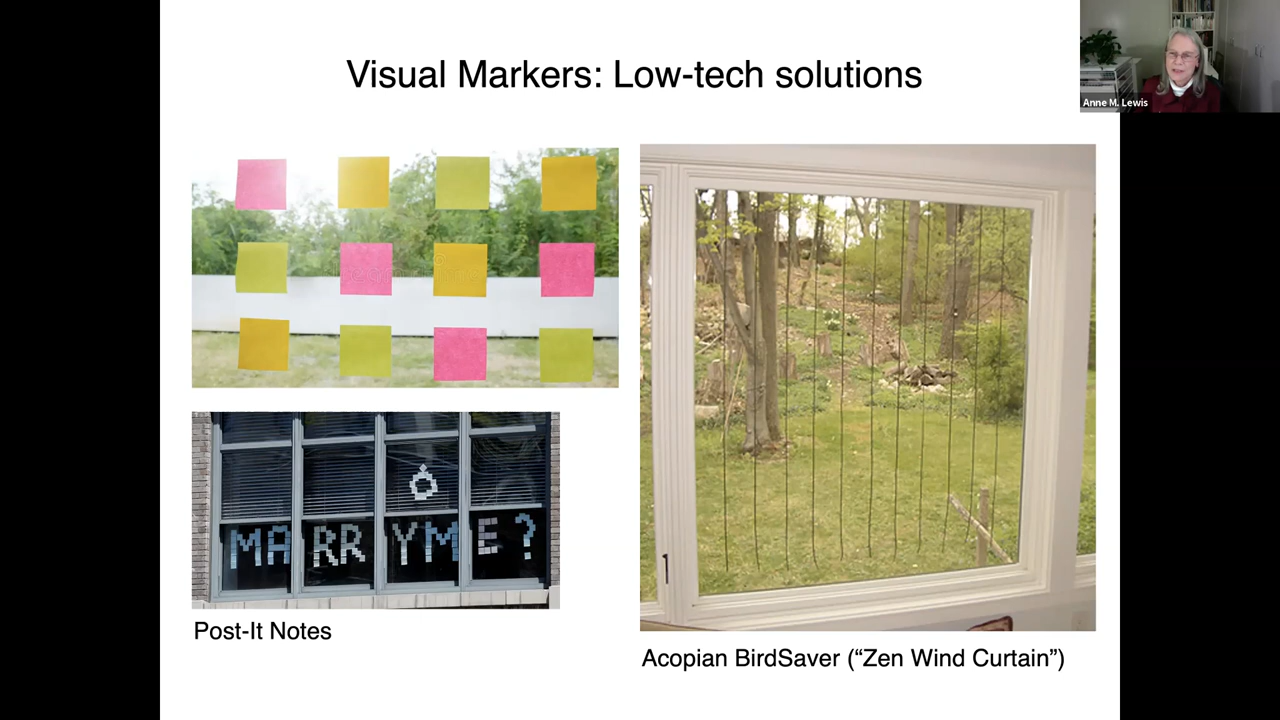 Visual Markers: Low-tech solutions
Anne M. Lewis
MARRY ME?
Post-It Notes
Acopian BirdSaver (“Zen Wind Curtain”)